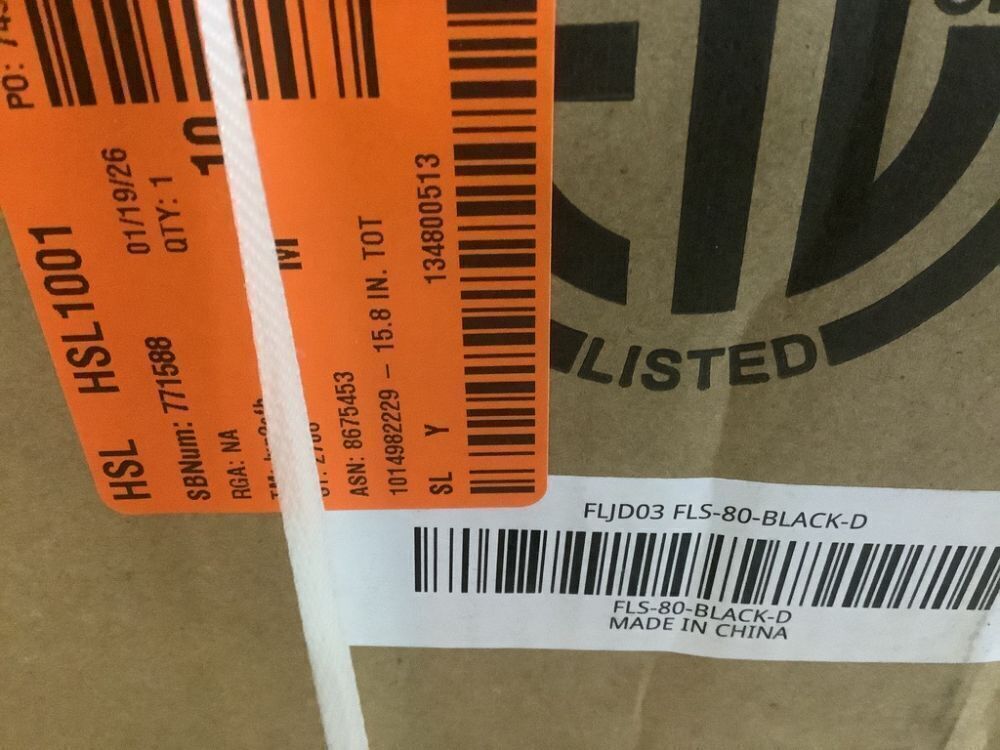 PO:
HSL HSL1001
01/19/26
SBNum: 771588
QTY: 1
RGA: NA
10
ASN: 8675453
1014982229 – 15.8 IN. TOT
SL Y 134800513
LISTED
FLJD03 FLS-80-BLACK-D
FLS-80-BLACK-D
MADE IN CHINA